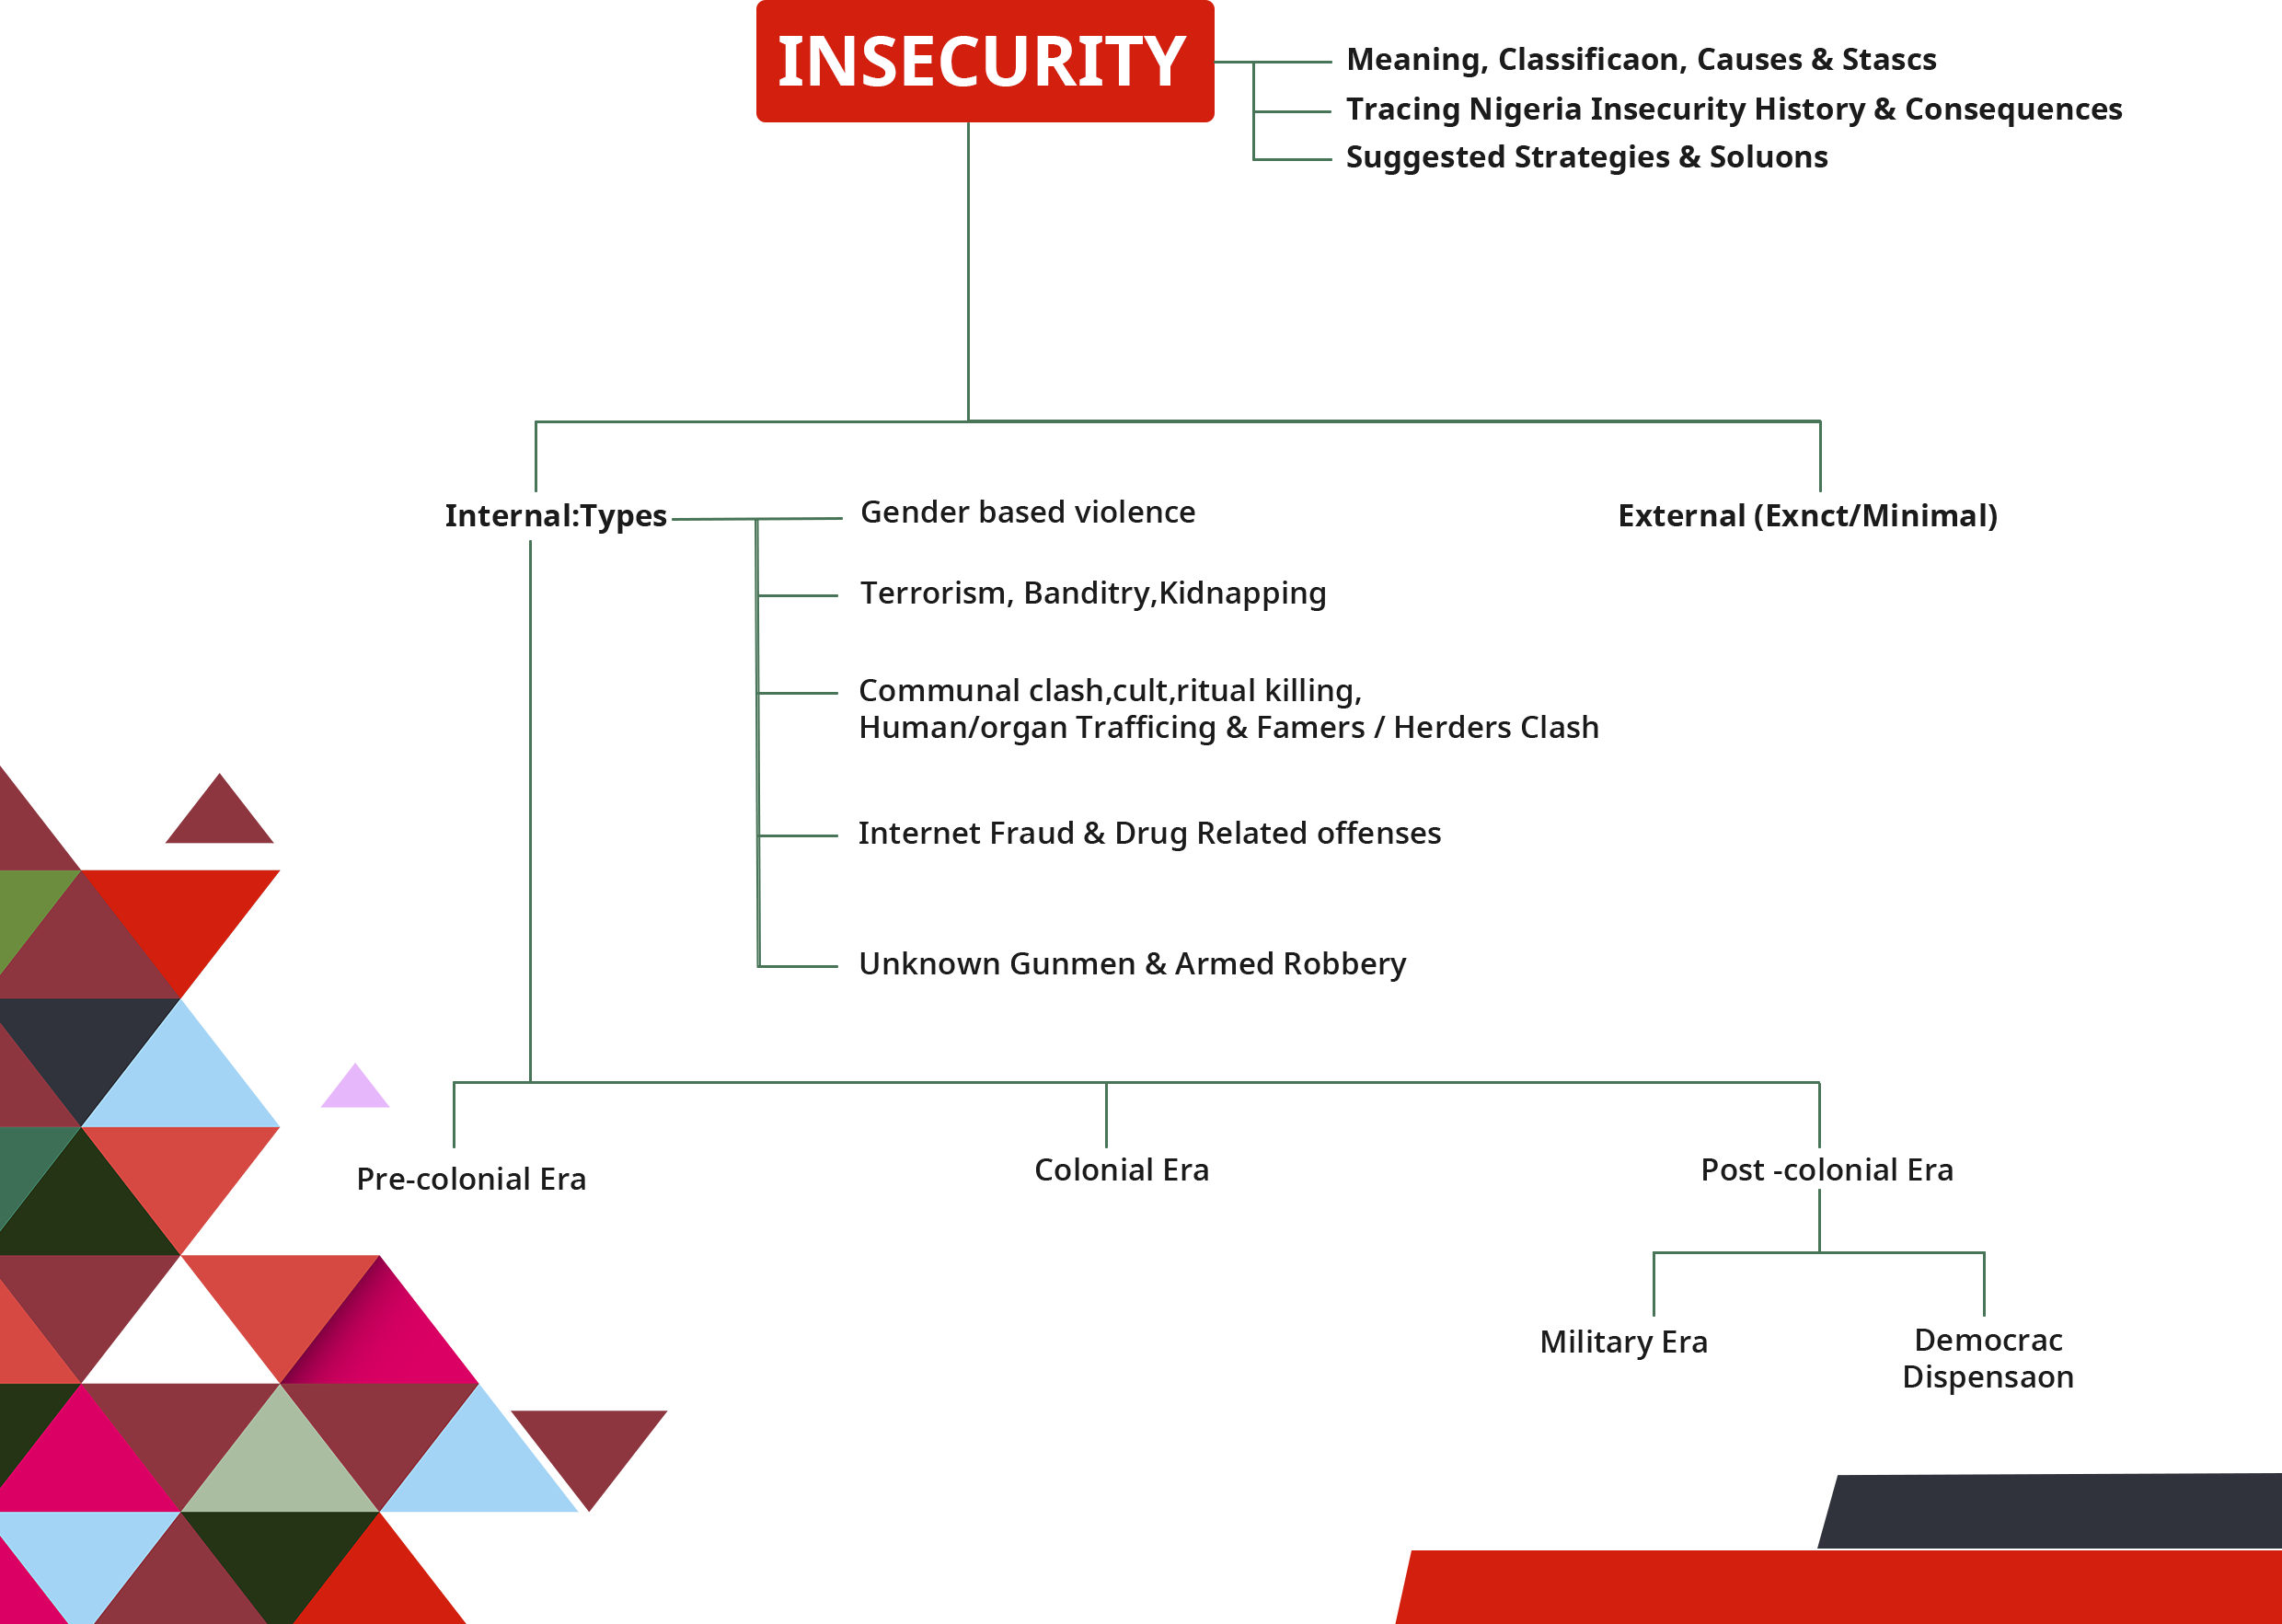 INSECURITY
Meaning, Classificaon, Causes & Stascs
Tracing Nigeria Insecurity History & Consequences
Suggested Strategies & Soluons
Internal:Types
Gender based violence
External (Exnct/Minimal)
Terrorism, Banditry,Kidnapping
Communal clash,cult,ritual killing,
Human/organ Trafficing & Famers / Herders Clash
Internet Fraud & Drug Related offenses
Unknown Gunmen & Armed Robbery
Pre-colonial Era
Colonial Era
Post -colonial Era
Military Era
Democrac
Dispensaon